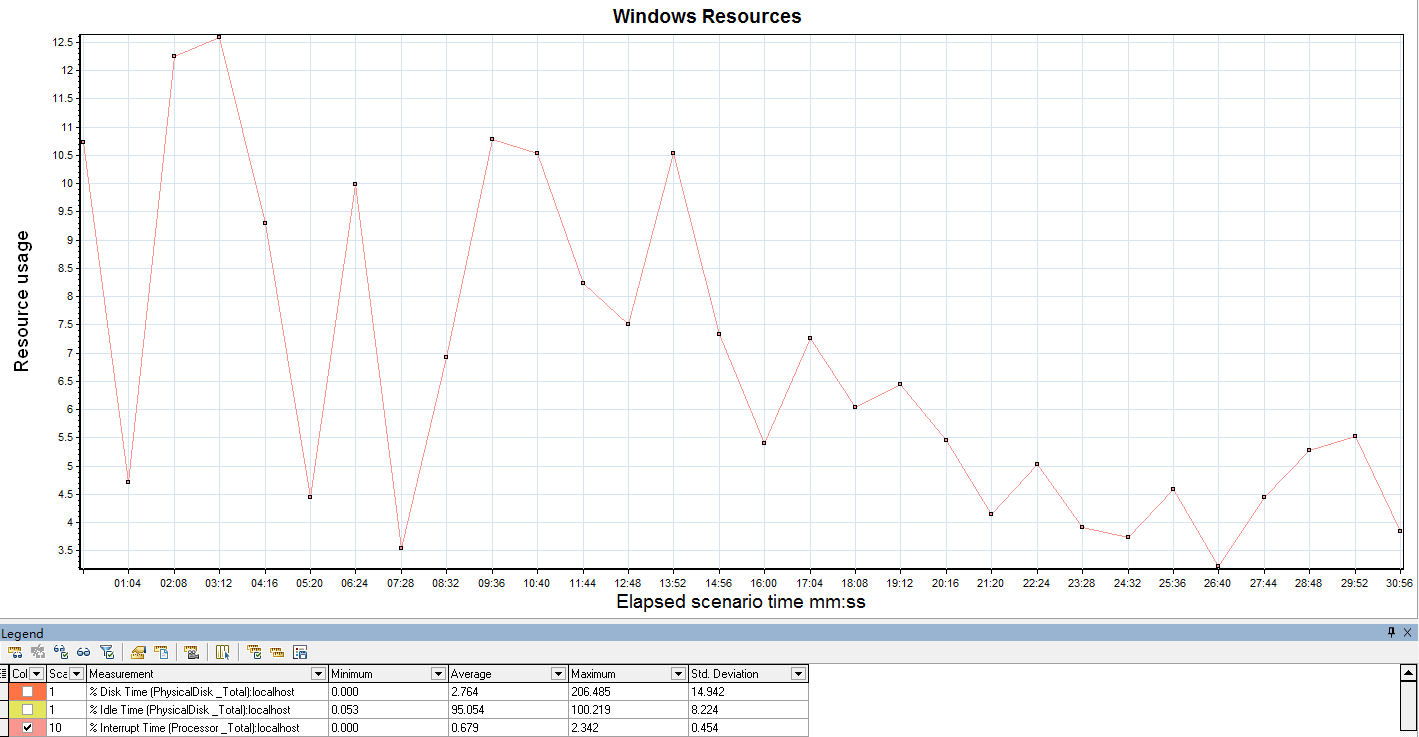 Windows Resources
12.5
12
11.5
11
10.5
10
9.5
9
8.5
8
7.5
7
6.5
6
5.5
5
4.5
4
3.5
Resource usage
01:04 02:08 03:12 04:16 05:20 06:24 07:28 08:32 09:36 10:40 11:44 12:48 13:52 14:56 16:00 17:04 18:08 19:12 20:16 21:20 22:24 23:28 24:32 25:36 26:40 27:44 28:48 29:52 30:56
Elapsed scenario time mm:ss
Legend
Col Sca Measurement Minimum Average Maximum Std. Deviation
1 % Disk Time (PhysicalDisk _Total):localhost 0.000 2.764 206.485 14.942
1 % Idle Time (PhysicalDisk _Total):localhost 0.053 95.054 100.219 8.224
10 % Interrupt Time (Processor _Total):localhost 0.000 0.679 2.342 0.454